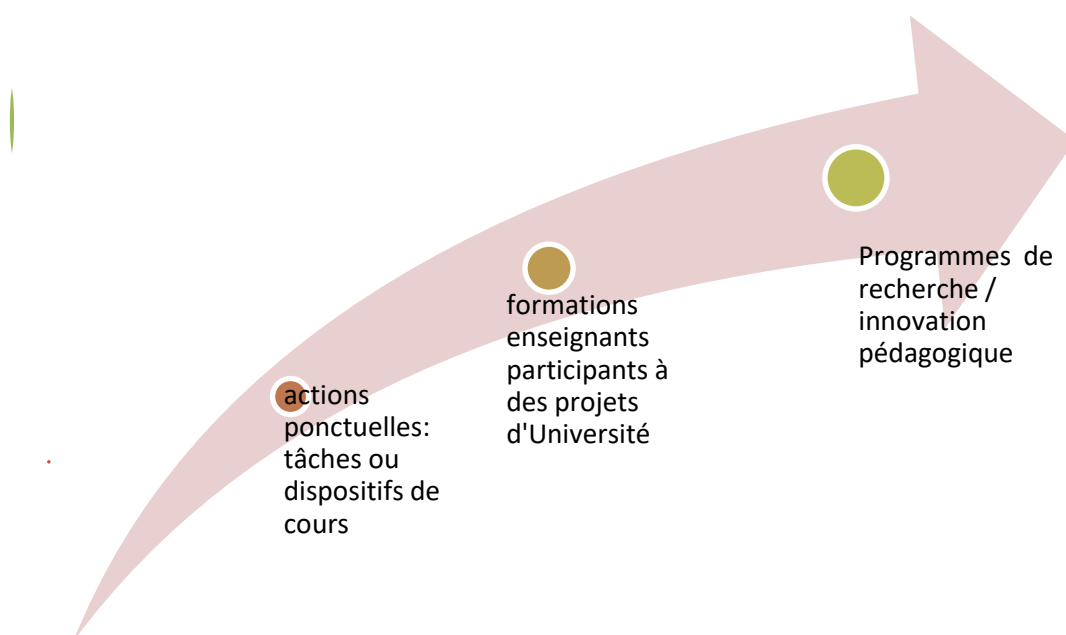 actions
ponctuelles:
tâches ou
dispositifs de
cours
formations
enseignants
participants à
des projets
d'Université
Programmes de
recherche /
innovation
pédagogique